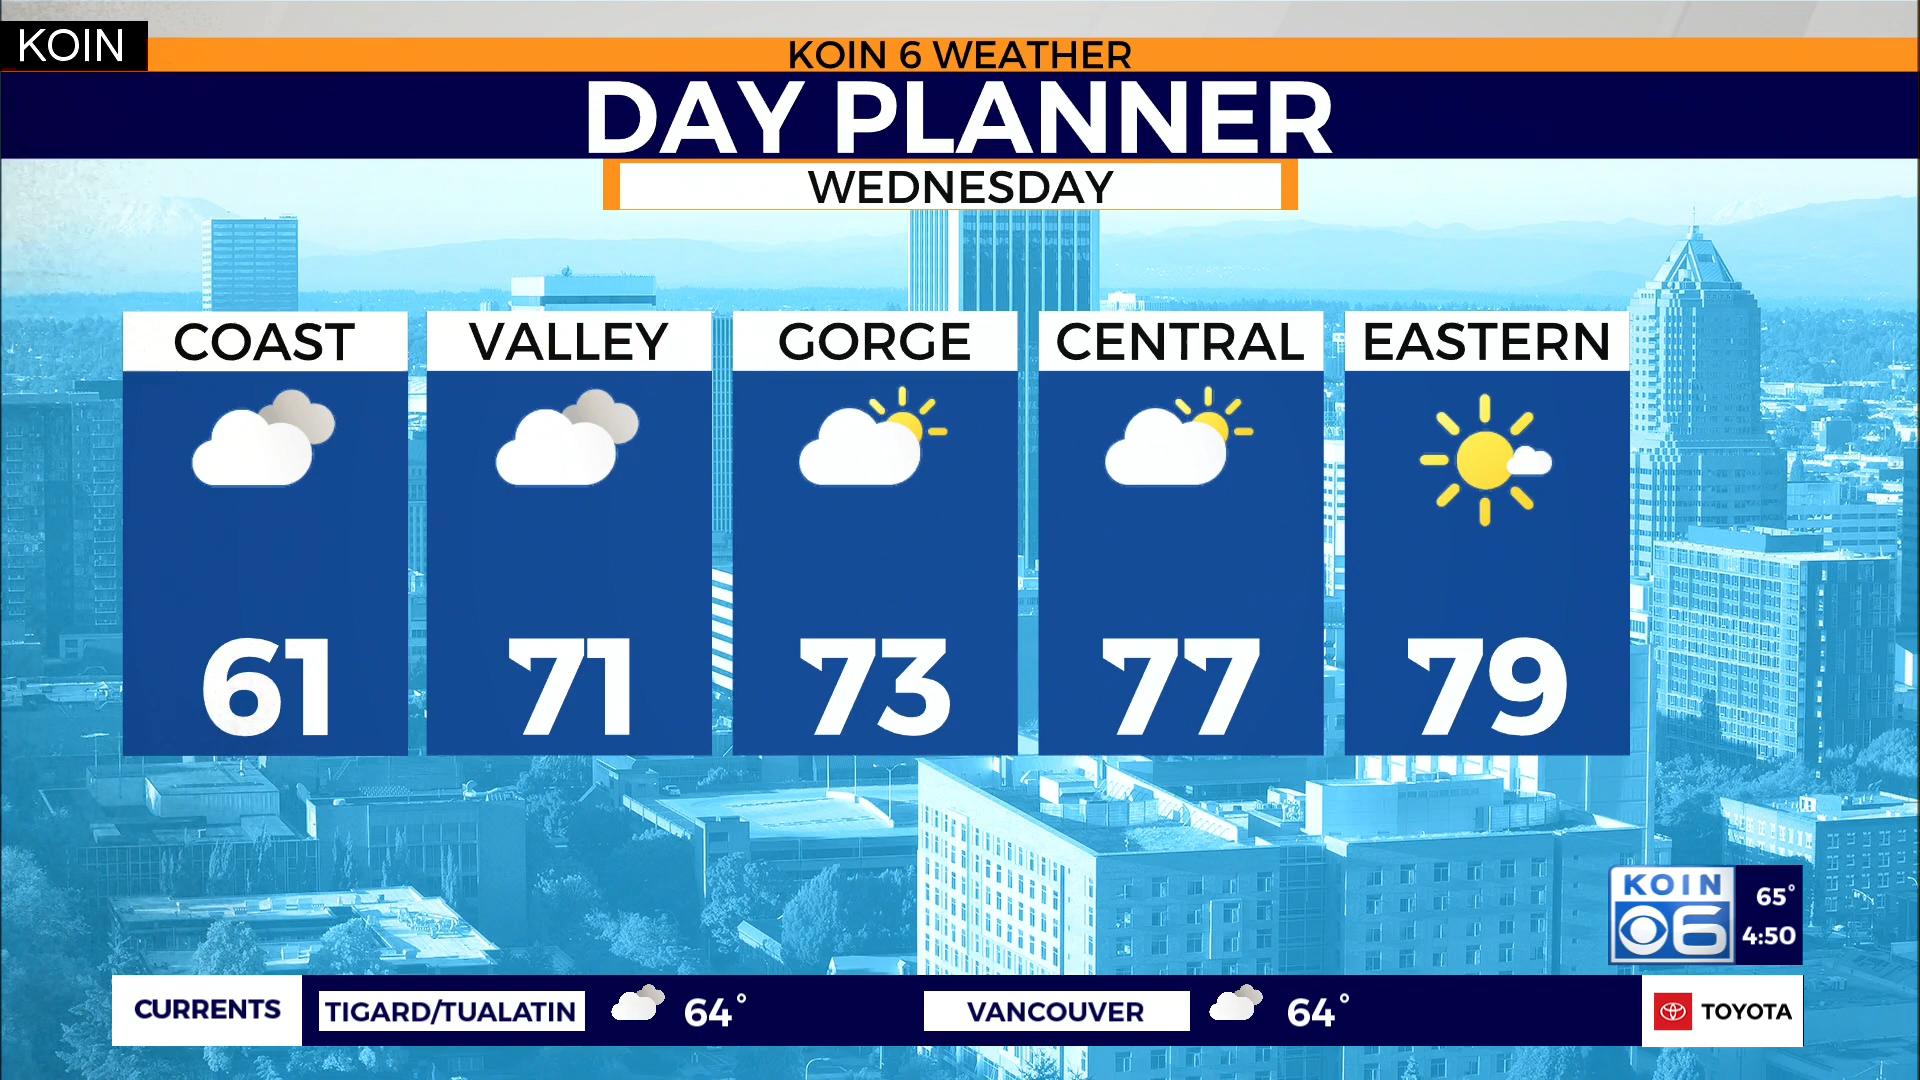 KOIN
KOIN 6 WEATHER
DAY PLANNER
WEDNESDAY
COAST
VALLEY
GORGE
CENTRAL
EASTERN
61
71
73
77
79
KOIN
6
65°
4:50
CURRENTS
TIGARD/TUALATIN
64°
VANCOUVER
64°
TOYOTA